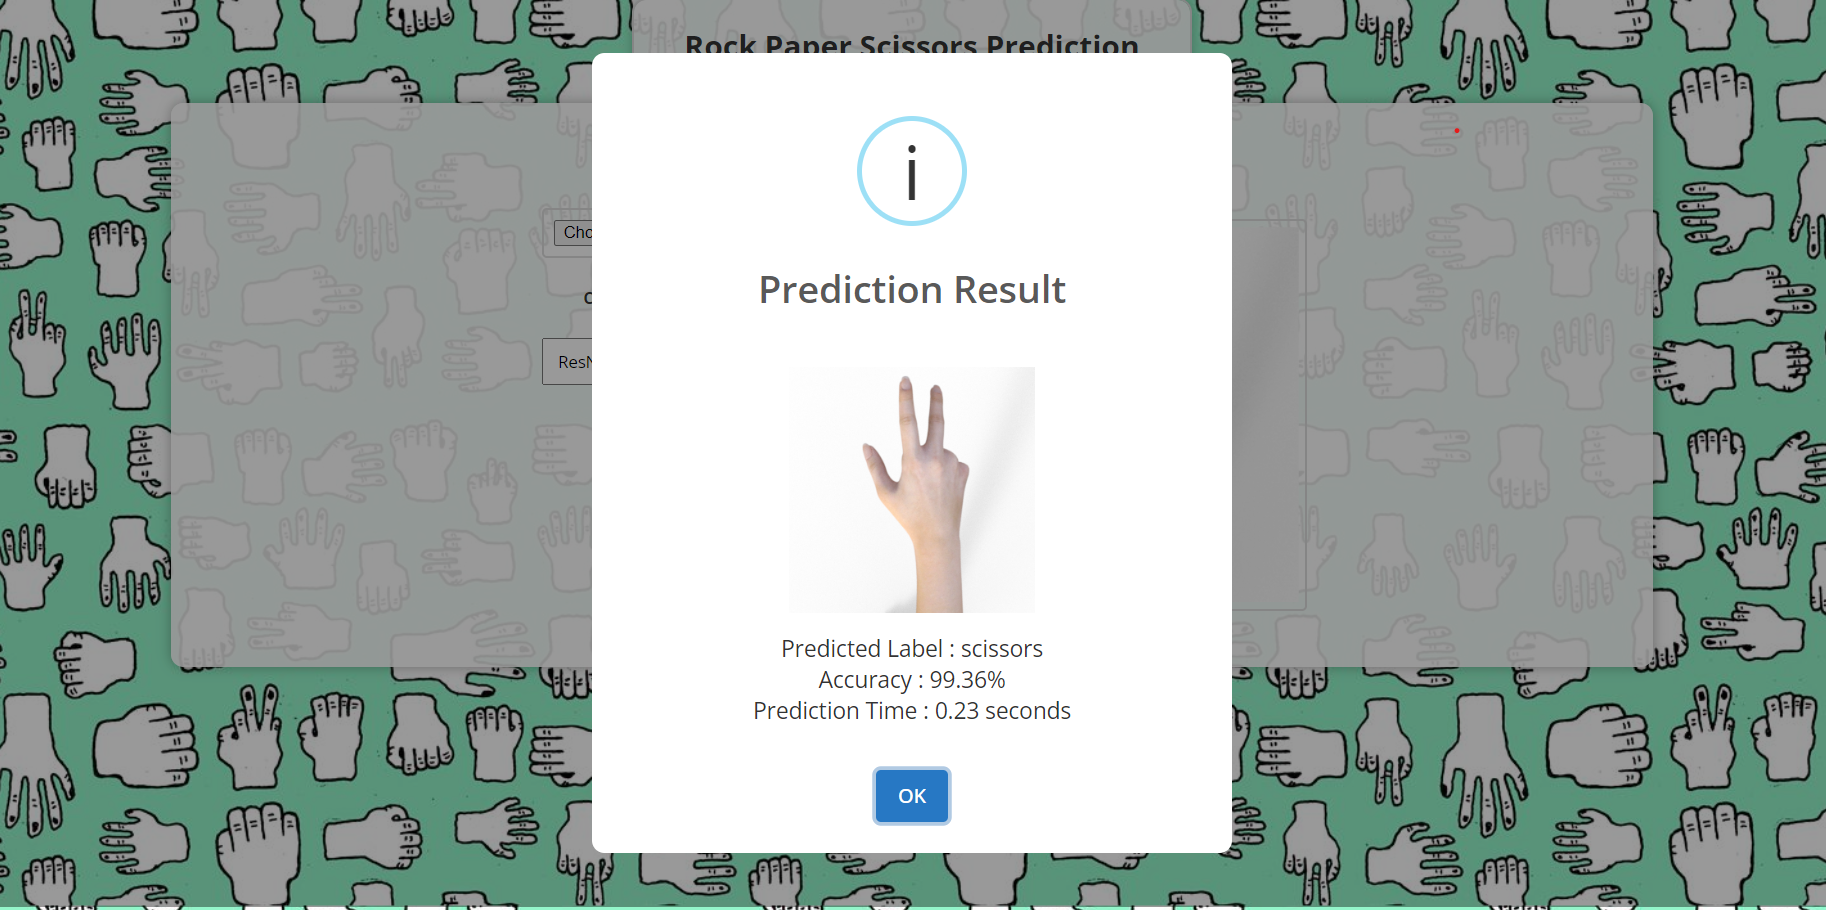 Rock Paper Scissors Prediction
i
Cho
Prediction Result
C
ResN
Predicted Label : scissors
Accuracy : 99.36%
Prediction Time : 0.23 seconds
OK